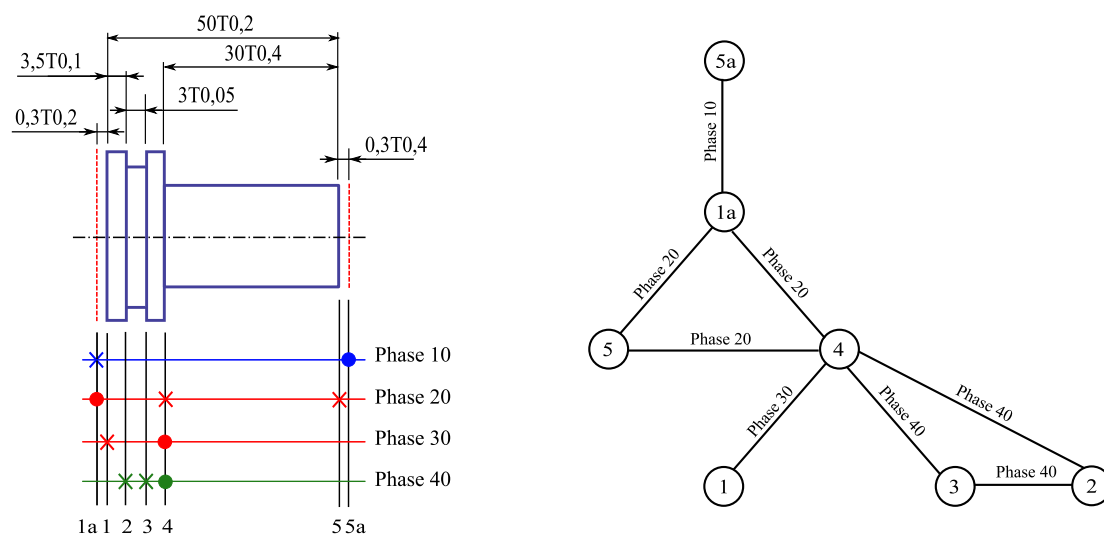 50T0,2
30T0,4
3,5T0,1
3T0,05
0,3T0,2
0,3T0,4
Phase 10
Phase 20
Phase 30
Phase 40
1a 1 2 3 4 5 5a
5a
Phase 10
1a
Phase 20
Phase 20
5
Phase 20
4
Phase 30
Phase 40
Phase 40
1
3
Phase 40
2